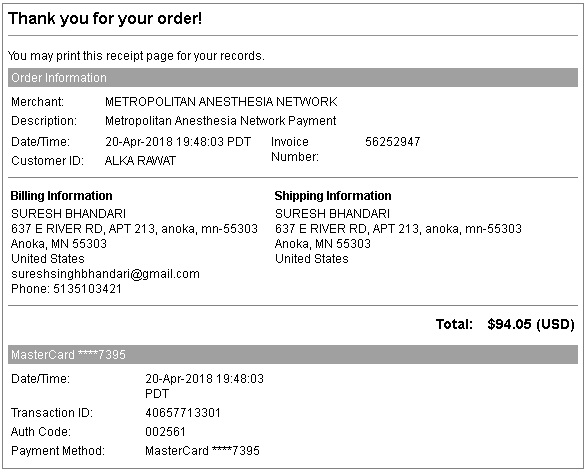 Thank you for your order!
You may print this receipt page for your records.
Order Information
Merchant: METROPOLITAN ANESTHESIA NETWORK
Description: Metropolitan Anesthesia Network Payment
Date/Time: 20-Apr-2018 19:48:03 PDT Invoice Number: 56252947
Customer ID: ALKA RAWAT
Billing Information
SURESH BHANDARI
637 E RIVER RD, APT 213, anoka, mn-55303
Anoka, MN 55303
United States
sureshsinghbhandari@gmail.com
Phone: 5135103421
Shipping Information
SURESH BHANDARI
637 E RIVER RD, APT 213, anoka, mn-55303
Anoka, MN 55303
United States
Total: $94.05 (USD)
MasterCard ****7395
Date/Time: 20-Apr-2018 19:48:03
PDT
Transaction ID: 40657713301
Auth Code: 002561
Payment Method: MasterCard ****7395